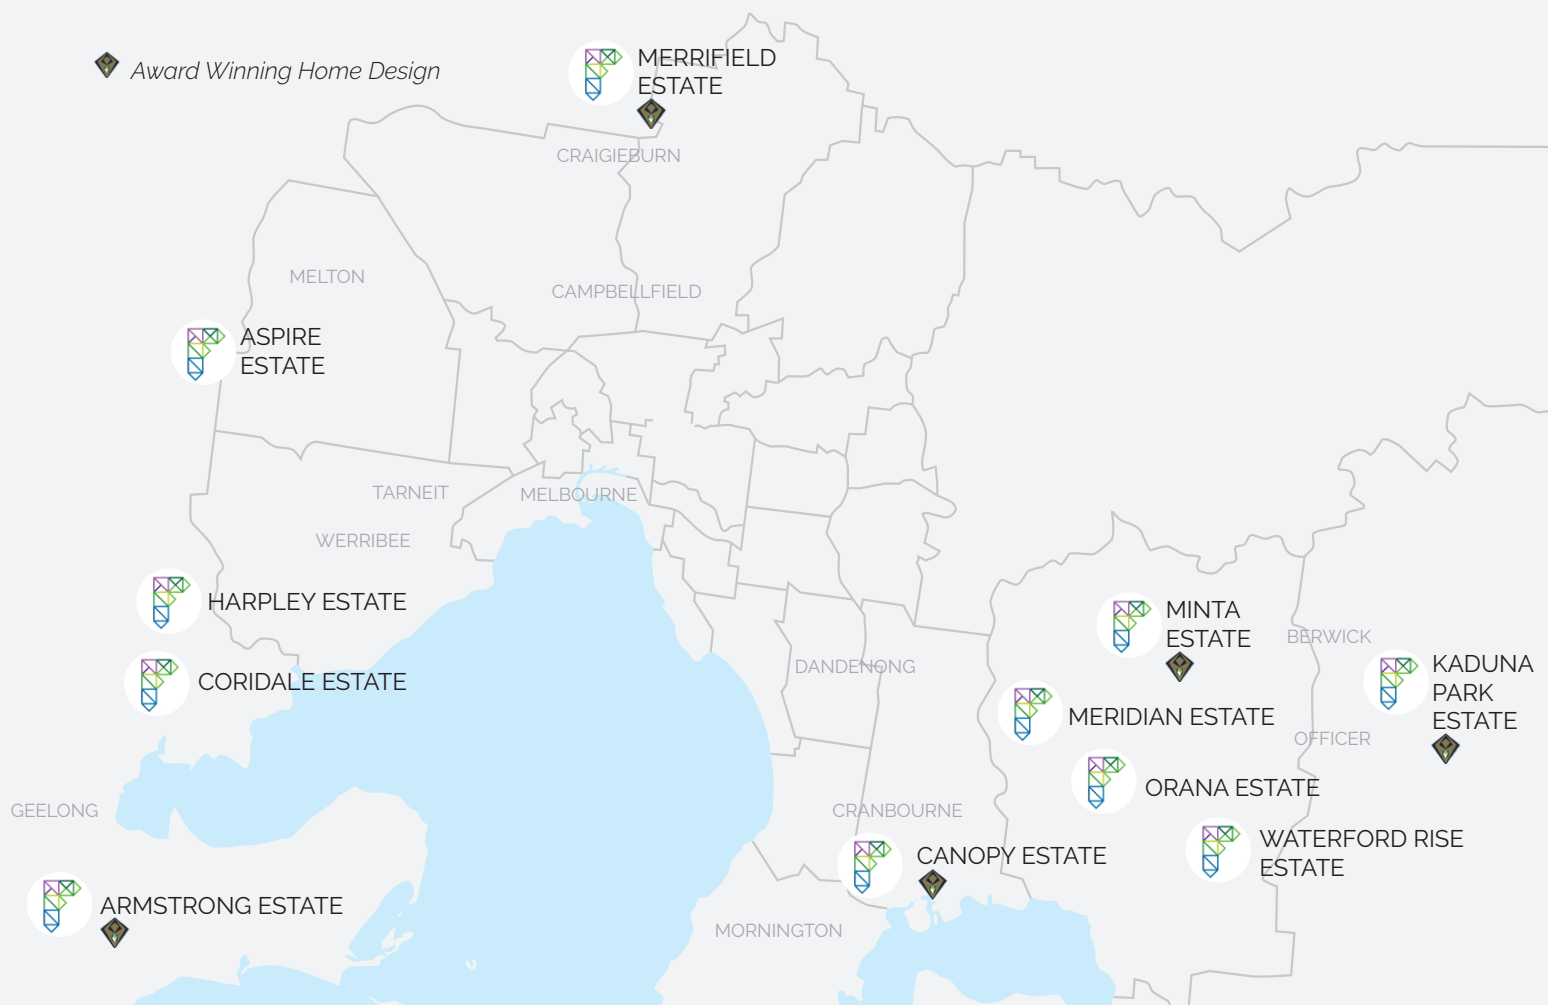 Award Winning Home Design
MERRIFIELD
ESTATE
CRAIGIEBURN
MELTON
CAMPBELLFIELD
ASPIRE
ESTATE
TARNEIT
MELBOURNE
WERRIBEE
HARPLEY ESTATE
MINTA
ESTATE
BERWICK
DANDENONG
KADUNA
PARK
ESTATE
CORIDALE ESTATE
MERIDIAN ESTATE
OFFICER
ORANA ESTATE
GEELONG
CRANBOURNE
WATERFORD RISE
ESTATE
CANOPY ESTATE
ARMSTRONG ESTATE
MORNINGTON